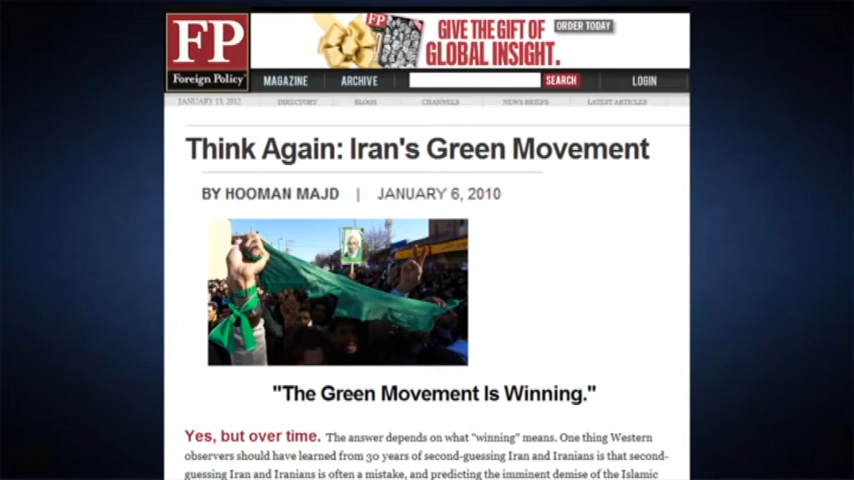 FP
Foreign Policy
FP
GIVE THE GIFT OF
GLOBAL INSIGHT.
ORDER TODAY
MAGAZINE
ARCHIVE
SEARCH
LOGIN
JANUARY 13, 2012
DIRECTORY
BLOGS
CHANNELS
NEWS BRIEFS
LATEST ARTICLES
Think Again: Iran's Green Movement
BY HOOMAN MAJD | JANUARY 6, 2010
"The Green Movement Is Winning."
Yes, but over time. The answer depends on what "winning" means. One thing Western
observers should have learned from 30 years of second-guessing Iran and Iranians is that second-
guessing Iran and Iranians is often a mistake, and predicting the imminent demise of the Islamic